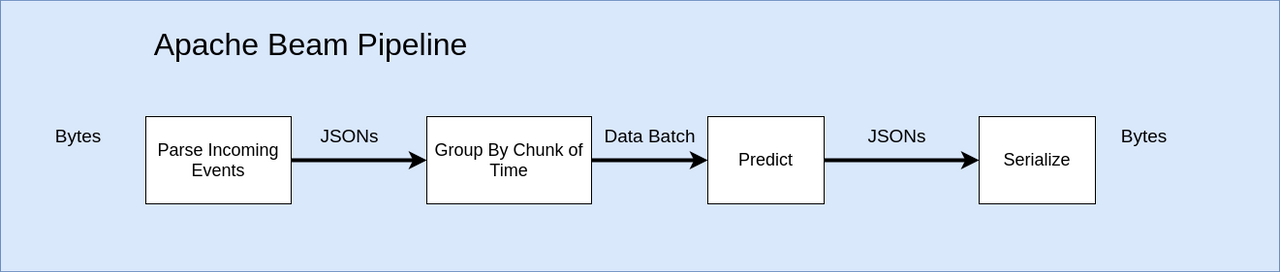 Apache Beam Pipeline
Bytes
Parse Incoming
Events
JSONs
Group By Chunk of
Time
Data Batch
Predict
JSONs
Serialize
Bytes